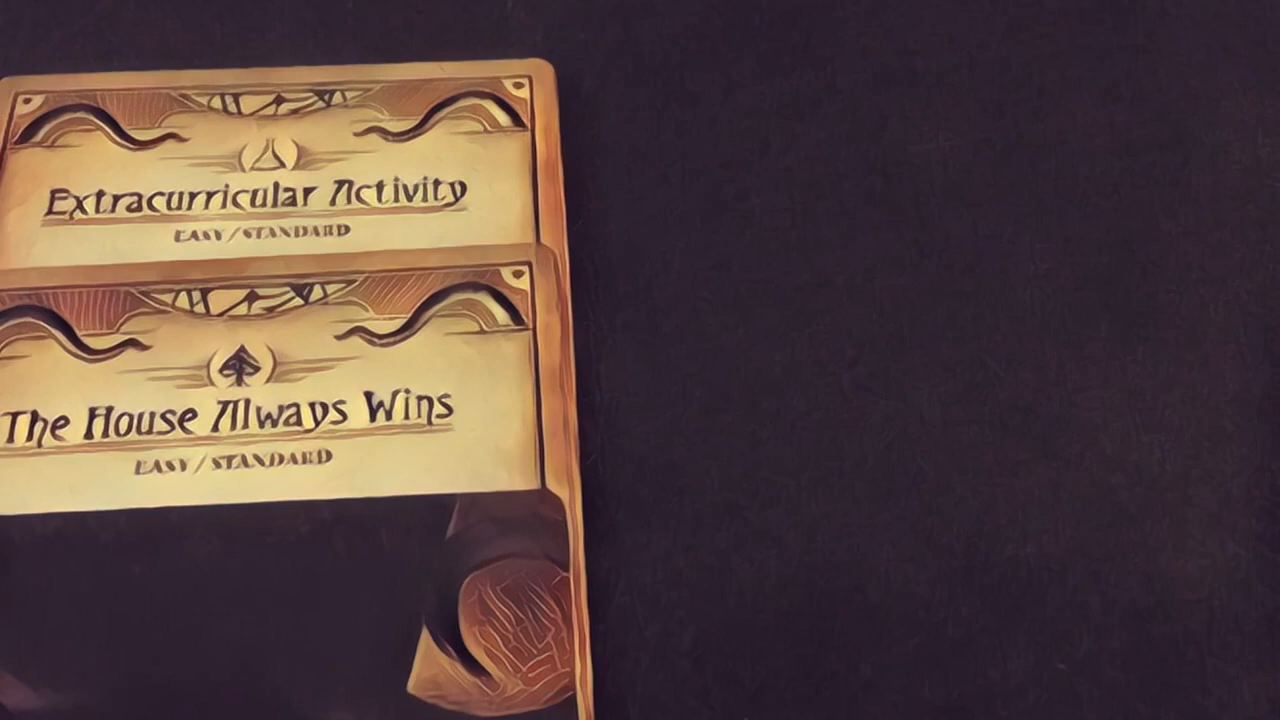 Extracurricular Activity
EASY / STANDARD
The House Always Wins
EASY / STANDARD